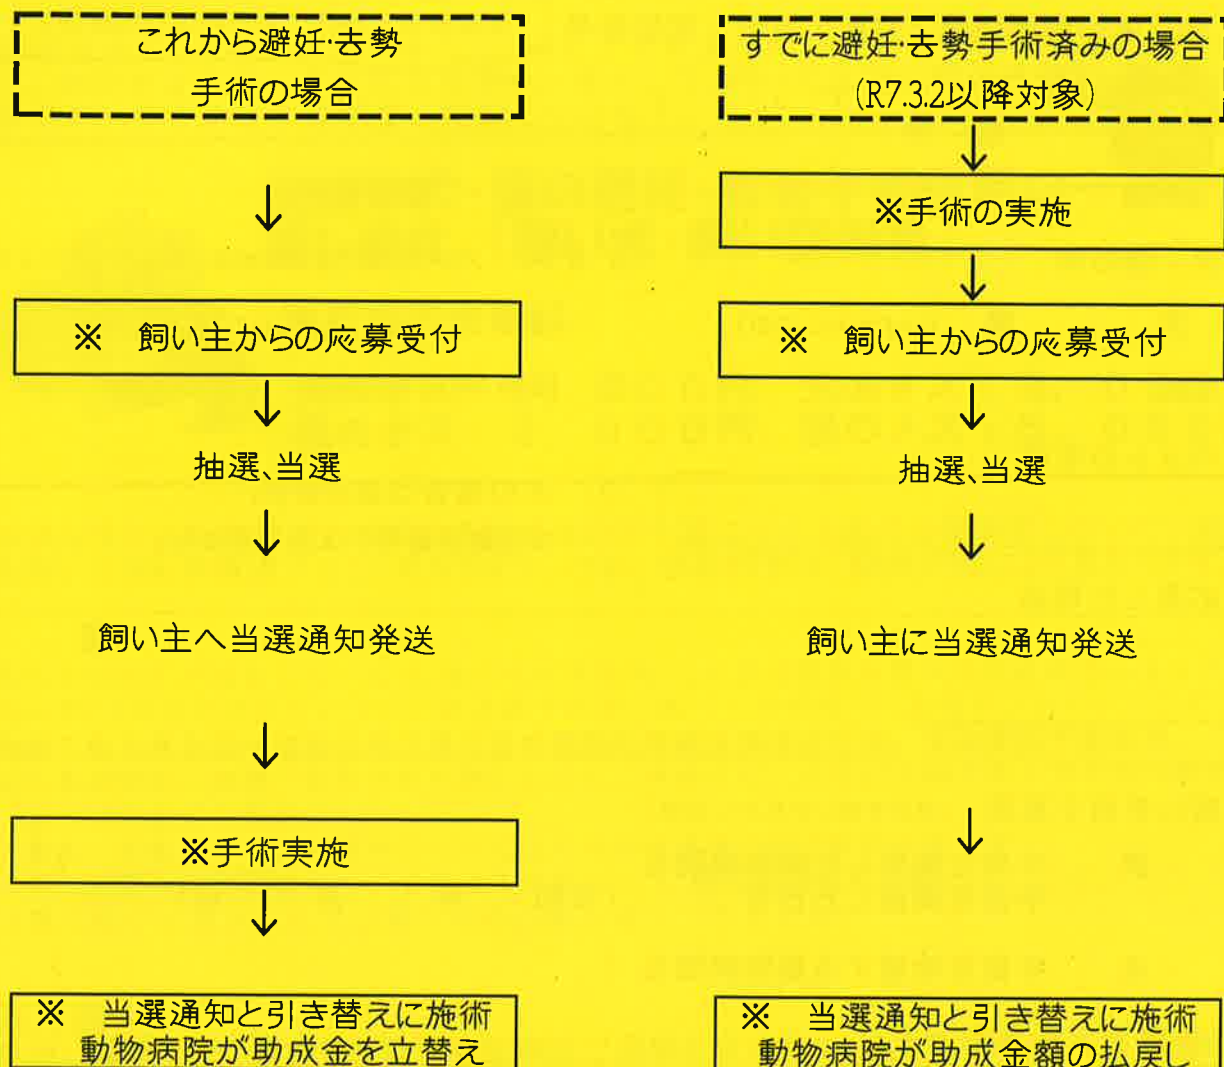 これから避妊・去勢
手術の場合
↓
※　飼い主からの応募受付
↓
抽選、当選
↓
飼い主へ当選通知発送
↓
※手術実施
↓
※　当選通知と引き替えに施術
動物病院が助成金を立替え
すでに避妊・去勢手術済みの場合
(R7.3.2以降対象)
↓
※手術の実施
↓
※　飼い主からの応募受付
↓
抽選、当選
↓
飼い主に当選通知発送
↓
※　当選通知と引き替えに施術
動物病院が助成金額の払戻し